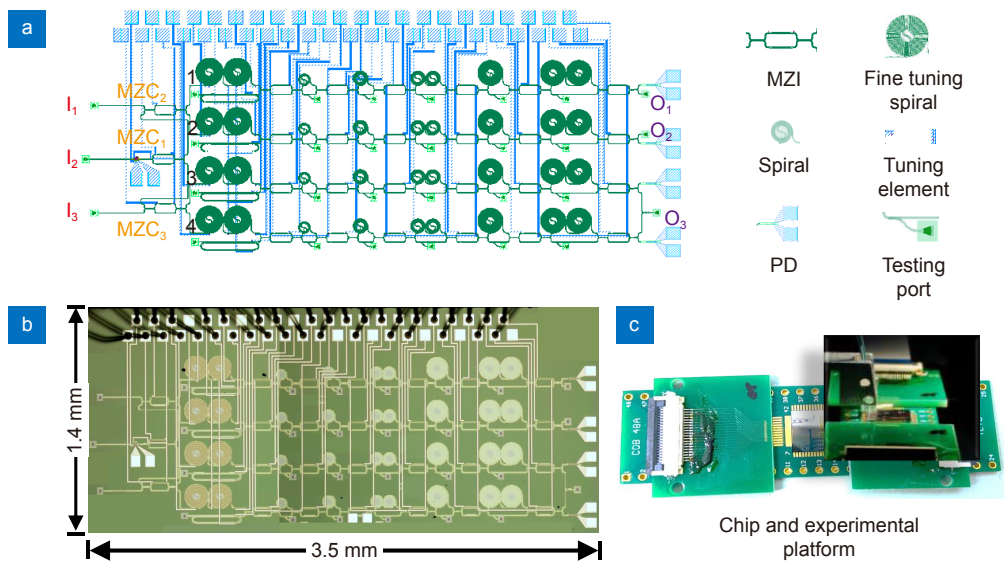 a
I1
I2
I3
MZC2
MZC1
MZC3
1
2
3
4
O1
O2
O3
MZI
Fine tuning
spiral
Spiral
Tuning
element
PD
Testing
port
b
1.4 mm
3.5 mm
c
COB 48A
Chip and experimental
platform